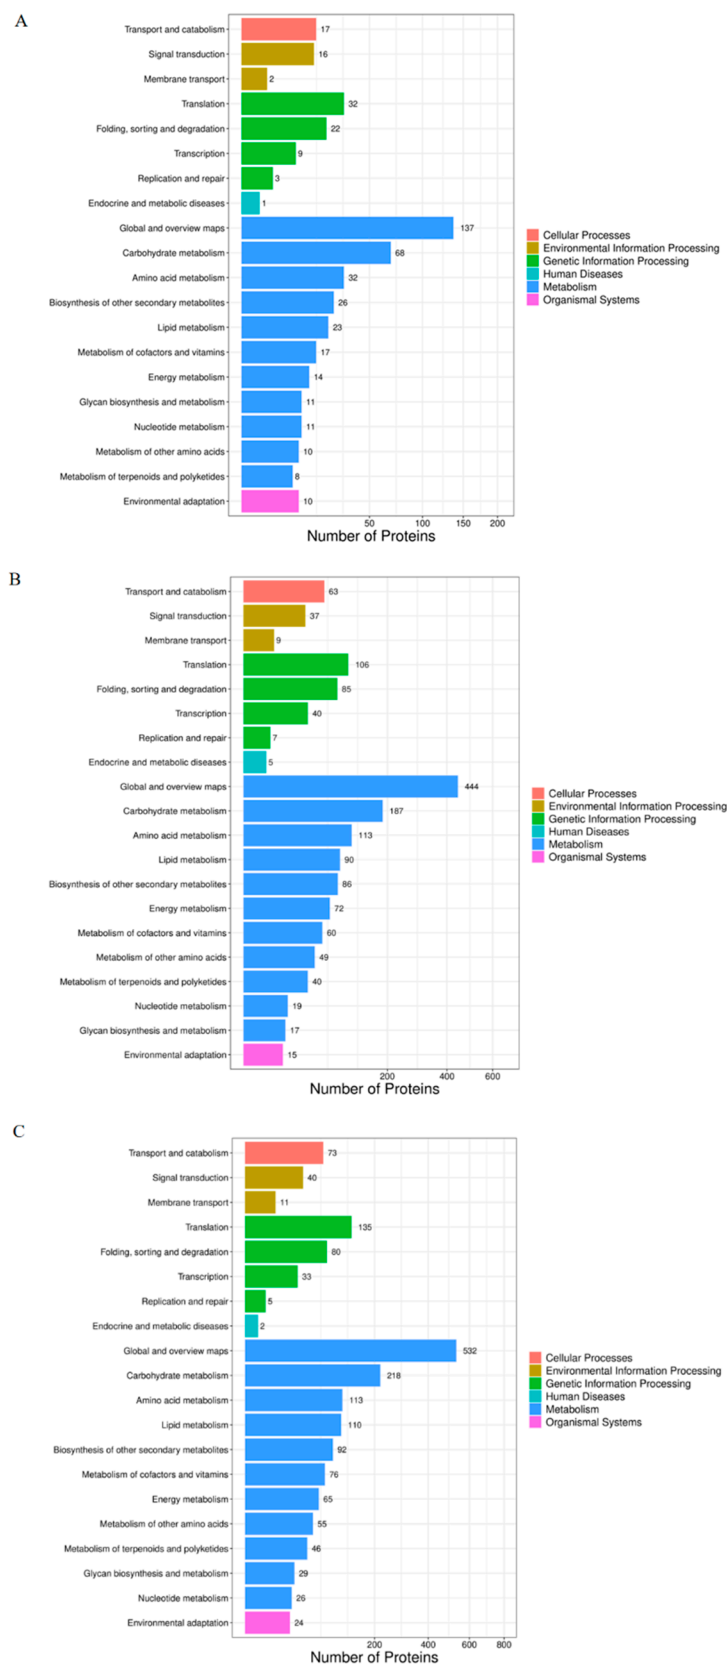 A
Transport and catabolism 17
Signal transduction 16
Membrane transport 2
Translation 32
Folding, sorting and degradation 22
Transcription 9
Replication and repair 3
Endocrine and metabolic diseases 1
Global and overview maps 137
Carbohydrate metabolism 68
Amino acid metabolism 32
Biosynthesis of other secondary metabolites 26
Lipid metabolism 23
Metabolism of cofactors and vitamins 17
Energy metabolism 14
Glycan biosynthesis and metabolism 11
Nucleotide metabolism 11
Metabolism of other amino acids 10
Metabolism of terpenoids and polyketides 8
Environmental adaptation 10
50 100 150 200
Number of Proteins
Cellular Processes
Environmental Information Processing
Genetic Information Processing
Human Diseases
Metabolism
Organismal Systems
B
Transport and catabolism 63
Signal transduction 37
Membrane transport 9
Translation 106
Folding, sorting and degradation 85
Transcription 40
Replication and repair 7
Endocrine and metabolic diseases 5
Global and overview maps 444
Carbohydrate metabolism 187
Amino acid metabolism 113
Lipid metabolism 90
Biosynthesis of other secondary metabolites 86
Energy metabolism 72
Metabolism of cofactors and vitamins 60
Metabolism of other amino acids 49
Metabolism of terpenoids and polyketides 40
Nucleotide metabolism 19
Glycan biosynthesis and metabolism 17
Environmental adaptation 15
200 400 600
Number of Proteins
Cellular Processes
Environmental Information Processing
Genetic Information Processing
Human Diseases
Metabolism
Organismal Systems
C
Transport and catabolism 73
Signal transduction 40
Membrane transport 11
Translation 135
Folding, sorting and degradation 80
Transcription 33
Replication and repair 5
Endocrine and metabolic diseases 2
Global and overview maps 532
Carbohydrate metabolism 218
Amino acid metabolism 113
Lipid metabolism 110
Biosynthesis of other secondary metabolites 92
Metabolism of cofactors and vitamins 76
Energy metabolism 65
Metabolism of other amino acids 55
Metabolism of terpenoids and polyketides 46
Glycan biosynthesis and metabolism 29
Nucleotide metabolism 26
Environmental adaptation 24
200 400 600 800
Number of Proteins
Cellular Processes
Environmental Information Processing
Genetic Information Processing
Human Diseases
Metabolism
Organismal Systems